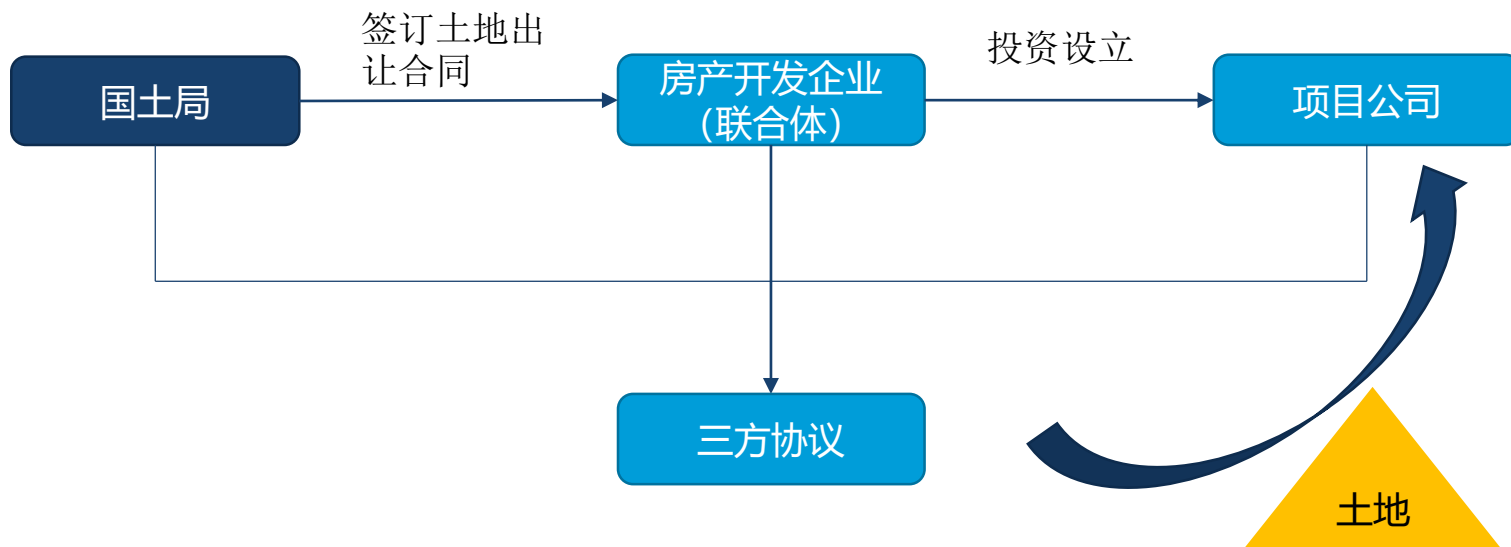 签订土地出
让合同
投资设立
国土局
房产开发企业
（联合体）
项目公司
三方协议
土地